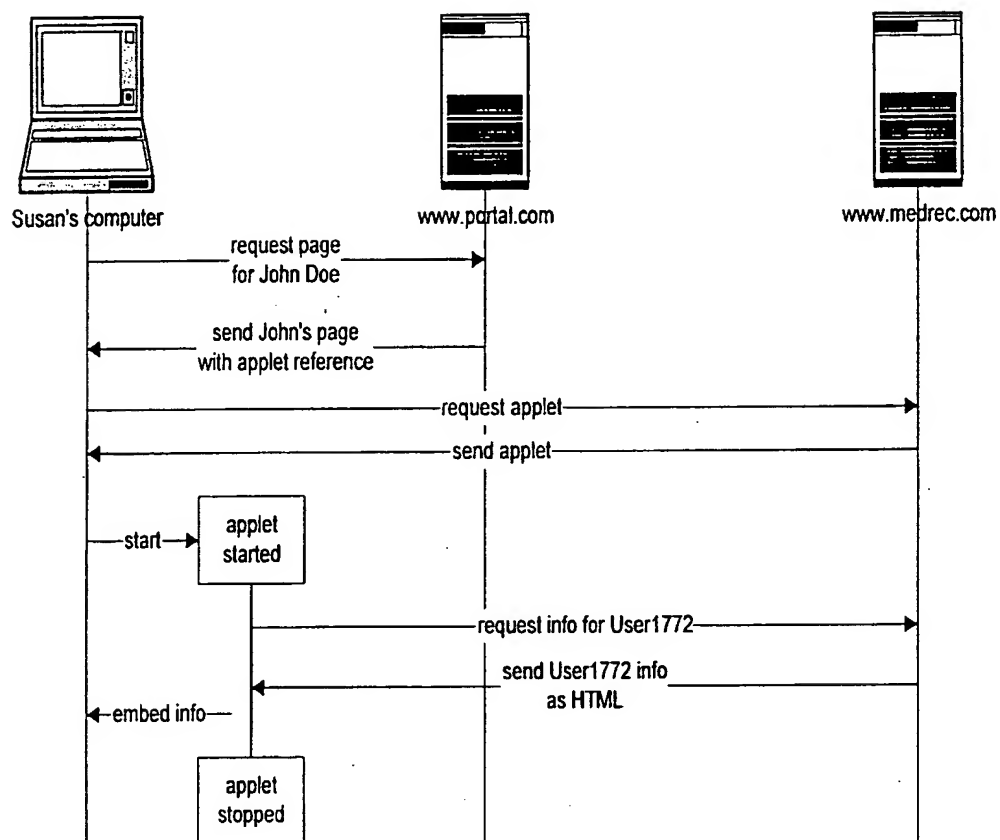 Susan's computer
www.portal.com
www.medrec.com
request page
for John Doe
send John's page
with applet reference
request applet
send applet
start
applet
started
request info for User1772
send User1772 info
as HTML
embed info
applet
stopped